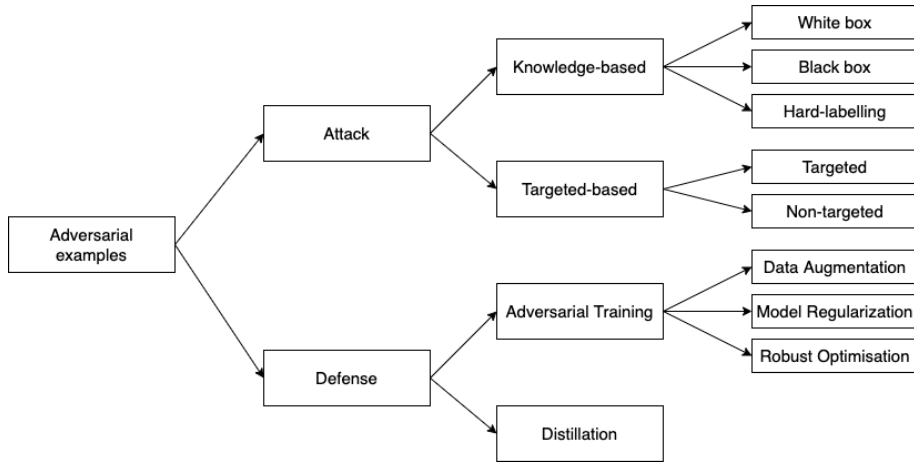 White box
Knowledge-based
Black box
Hard-labelling
Attack
Targeted
Targeted-based
Non-targeted
Adversarial
examples
Data Augmentation
Adversarial Training
Model Regularization
Robust Optimisation
Defense
Distillation